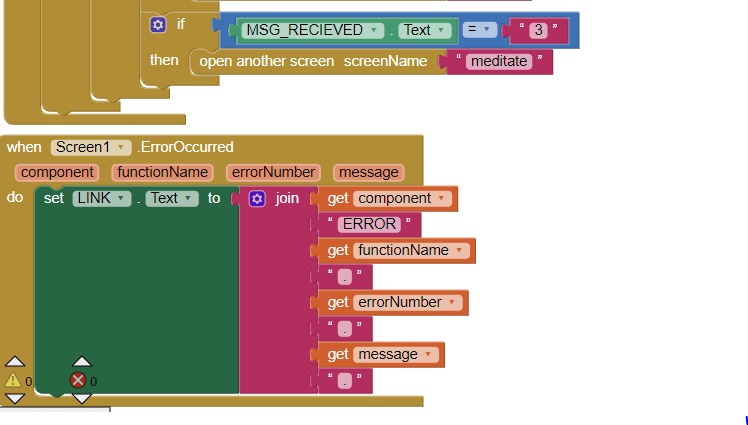 if MSG_RECIEVED . Text = " 3 "
then open another screen screenName " meditate "
when Screen1 .ErrorOccurred
component functionName errorNumber message
do set LINK . Text to join get component
" ERROR "
get functionName
" . "
get errorNumber
" . "
get message
" . "
0 0